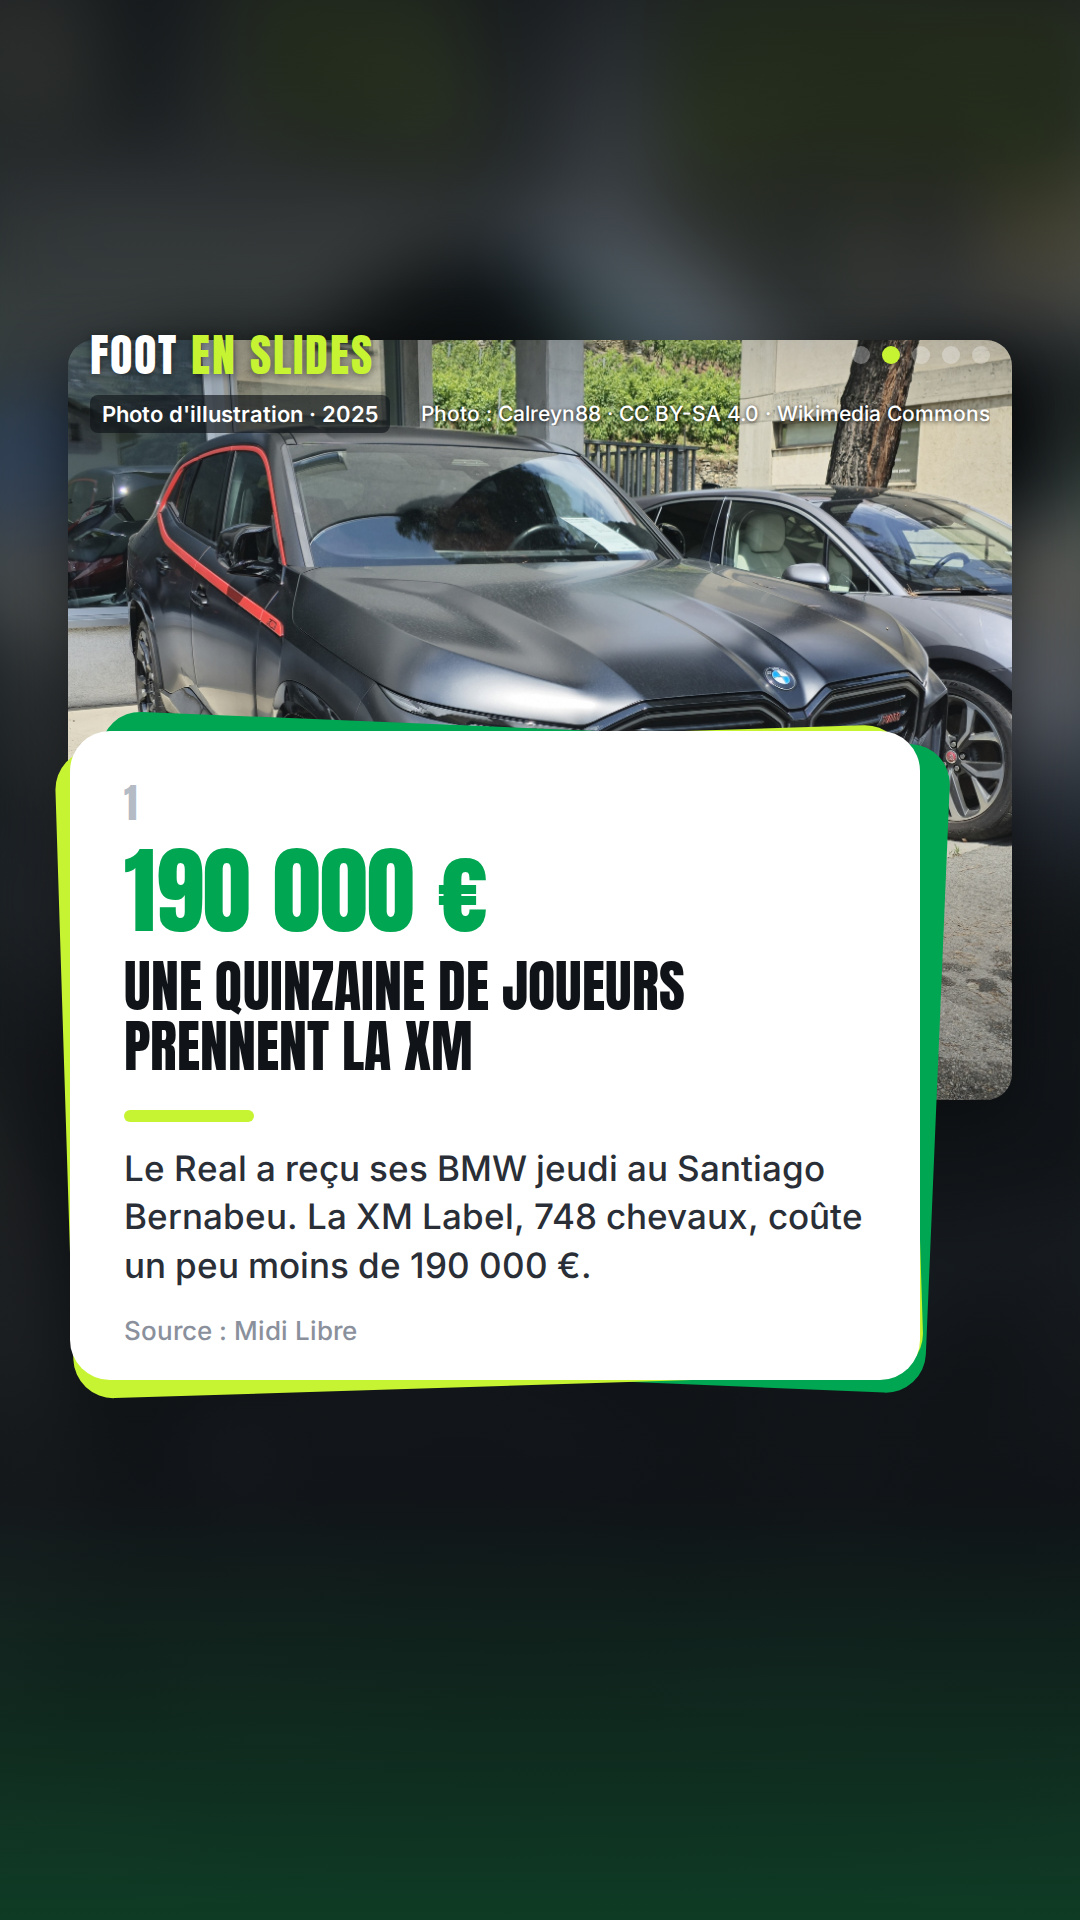 FOOT EN SLIDES
Photo d'illustration · 2025
Photo : Calreyn88 · CC BY-SA 4.0 · Wikimedia Commons
1
190 000 €
UNE QUINZAINE DE JOUEURS
PRENNENT LA XM
Le Real a reçu ses BMW jeudi au Santiago
Bernabeu. La XM Label, 748 chevaux, coûte
un peu moins de 190 000 €.
Source : Midi Libre